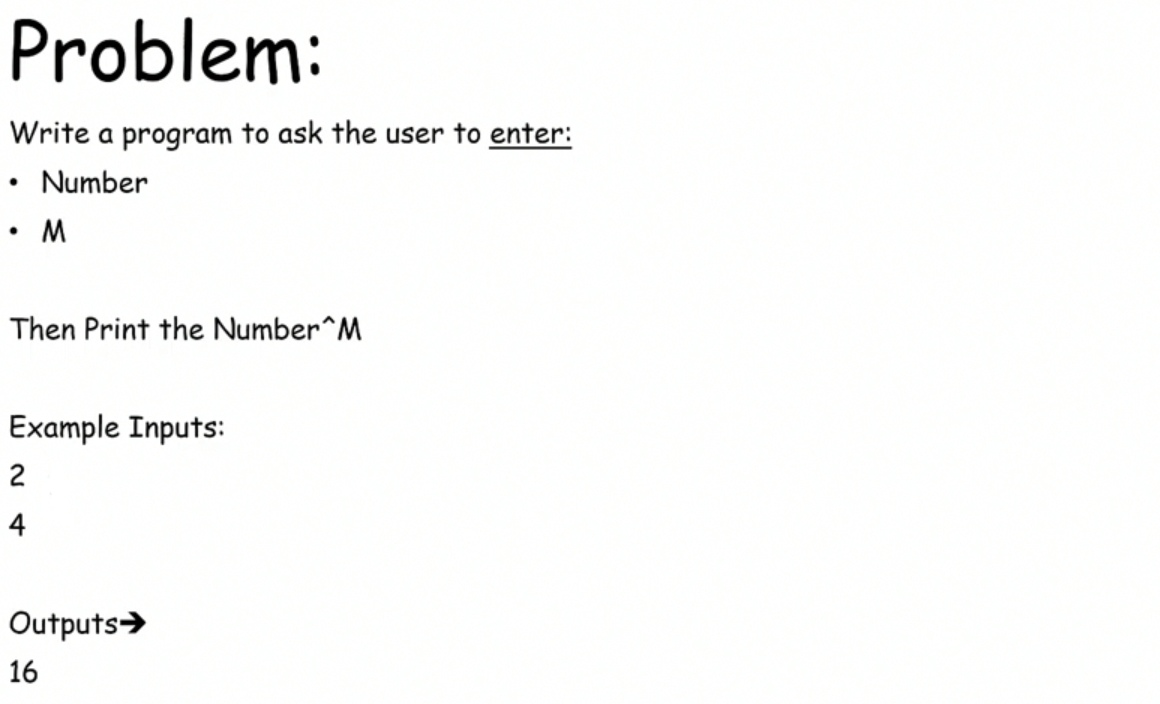 Problem:
Write a program to ask the user to enter:
• Number
• M
Then Print the Number^M
Example Inputs:
2
4
Outputs➔
16